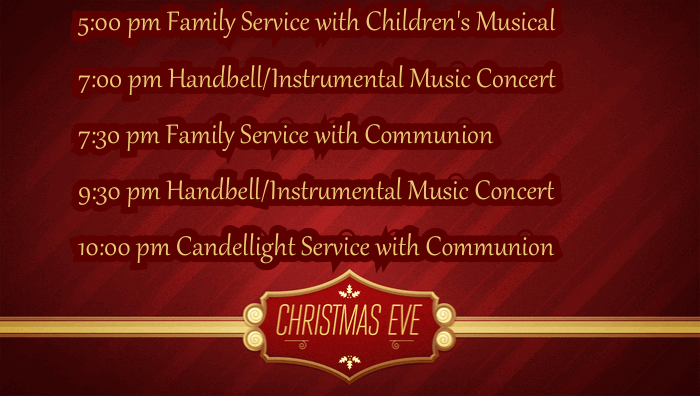 5:00 pm Family Service with Children's Musical
7:00 pm Handbell/Instrumental Music Concert
7:30 pm Family Service with Communion
9:30 pm Handbell/Instrumental Music Concert
10:00 pm Candellight Service with Communion
CHRISTMAS EVE